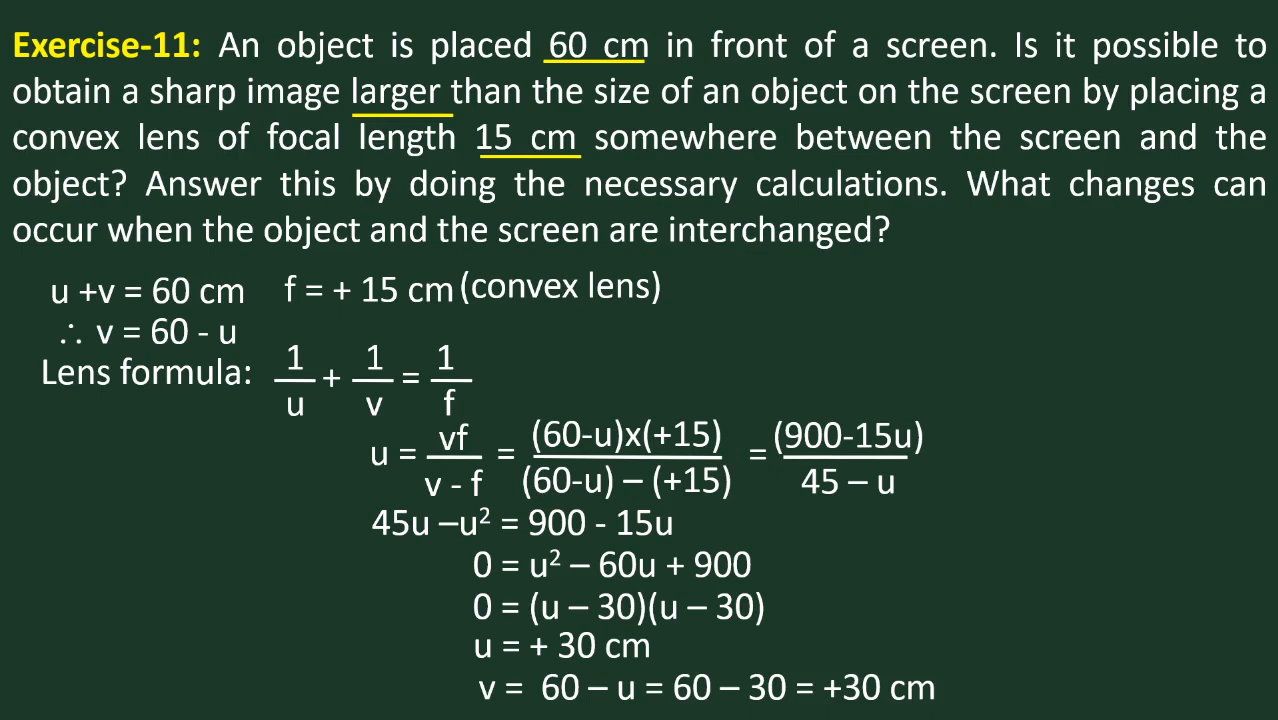 Exercise-11: An object is placed 60 cm in front of a screen. Is it possible to
obtain a sharp image larger than the size of an object on the screen by placing a
convex lens of focal length 15 cm somewhere between the screen and the
object? Answer this by doing the necessary calculations. What changes can
occur when the object and the screen are interchanged?
u +v = 60 cm f = + 15 cm (convex lens)
∴ v = 60 - u
Lens formula: 1/u + 1/v = 1/f
u = vf/(v - f) = (60-u)x(+15)/(60-u) – (+15) = (900-15u)/45 – u
45u –u² = 900 - 15u
0 = u² – 60u + 900
0 = (u – 30)(u – 30)
u = + 30 cm
v = 60 – u = 60 – 30 = +30 cm